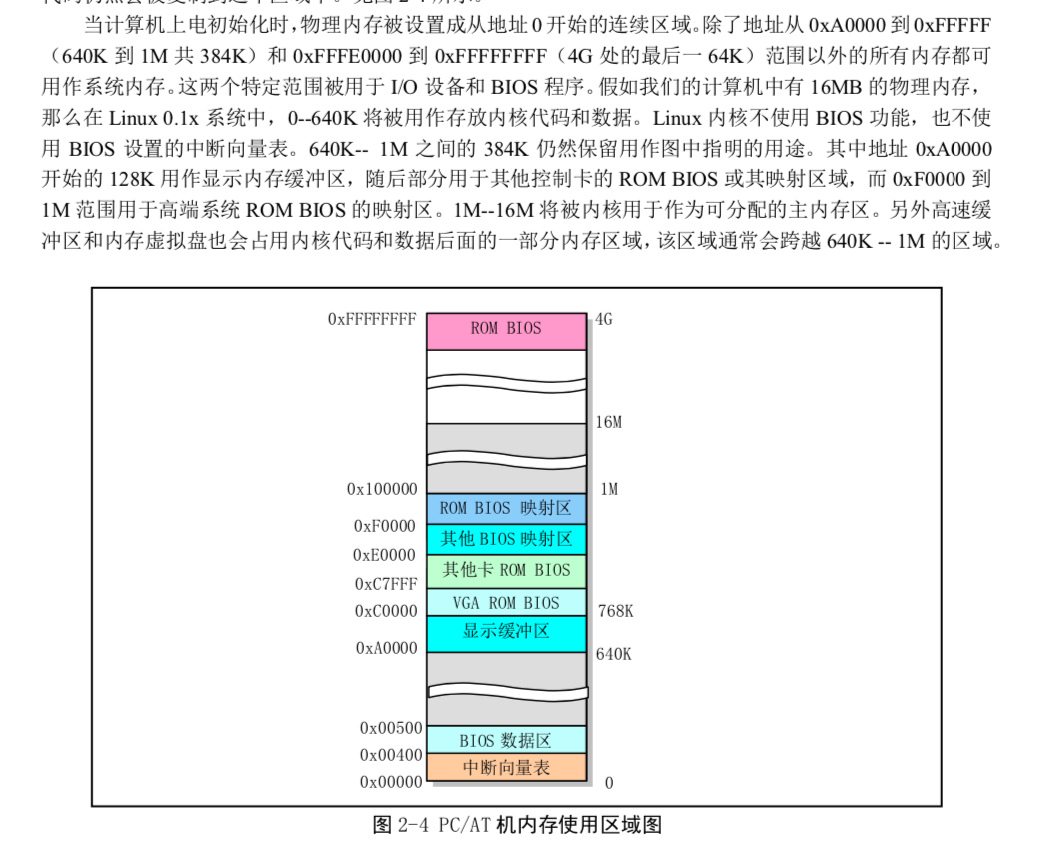 当计算机上电初始化时,物理内存被设置成从地址 0 开始的连续区域。除了地址从 0xA0000 到 0xFFFFF
（640K 到 1M 共 384K）和 0xFFFE0000 到 0xFFFFFFFF（4G 处的最后一 64K）范围以外的所有内存都可
用作系统内存。这两个特定范围被用于 I/O 设备和 BIOS 程序。假如我们的计算机中有 16MB 的物理内存，
那么在 Linux 0.1x 系统中，0--640K 将被用作存放内核代码和数据。Linux 内核不使用 BIOS 功能，也不使
用 BIOS 设置的中断向量表。640K-- 1M 之间的 384K 仍然保留用作图中指明的用途。其中地址 0xA0000
开始的 128K 用作显示内存缓冲区，随后部分用于其他控制卡的 ROM BIOS 或其映射区域，而 0xF0000 到
1M 范围用于高端系统 ROM BIOS 的映射区。1M--16M 将被内核用于作为可分配的主内存区。另外高速缓
冲区和内存虚拟盘也会占用内核代码和数据后面的一部分内存区域，该区域通常会跨越 640K -- 1M 的区域。
0xFFFFFFFF
ROM BIOS
4G
16M
0x100000
1M
ROM BIOS 映射区
0xF0000
其他 BIOS 映射区
0xE0000
其他卡 ROM BIOS
0xC7FFF
VGA ROM BIOS
0xC0000
768K
显示缓冲区
0xA0000
640K
0x00500
BIOS 数据区
0x00400
中断向量表
0x00000
0
图 2-4 PC/AT 机内存使用区域图